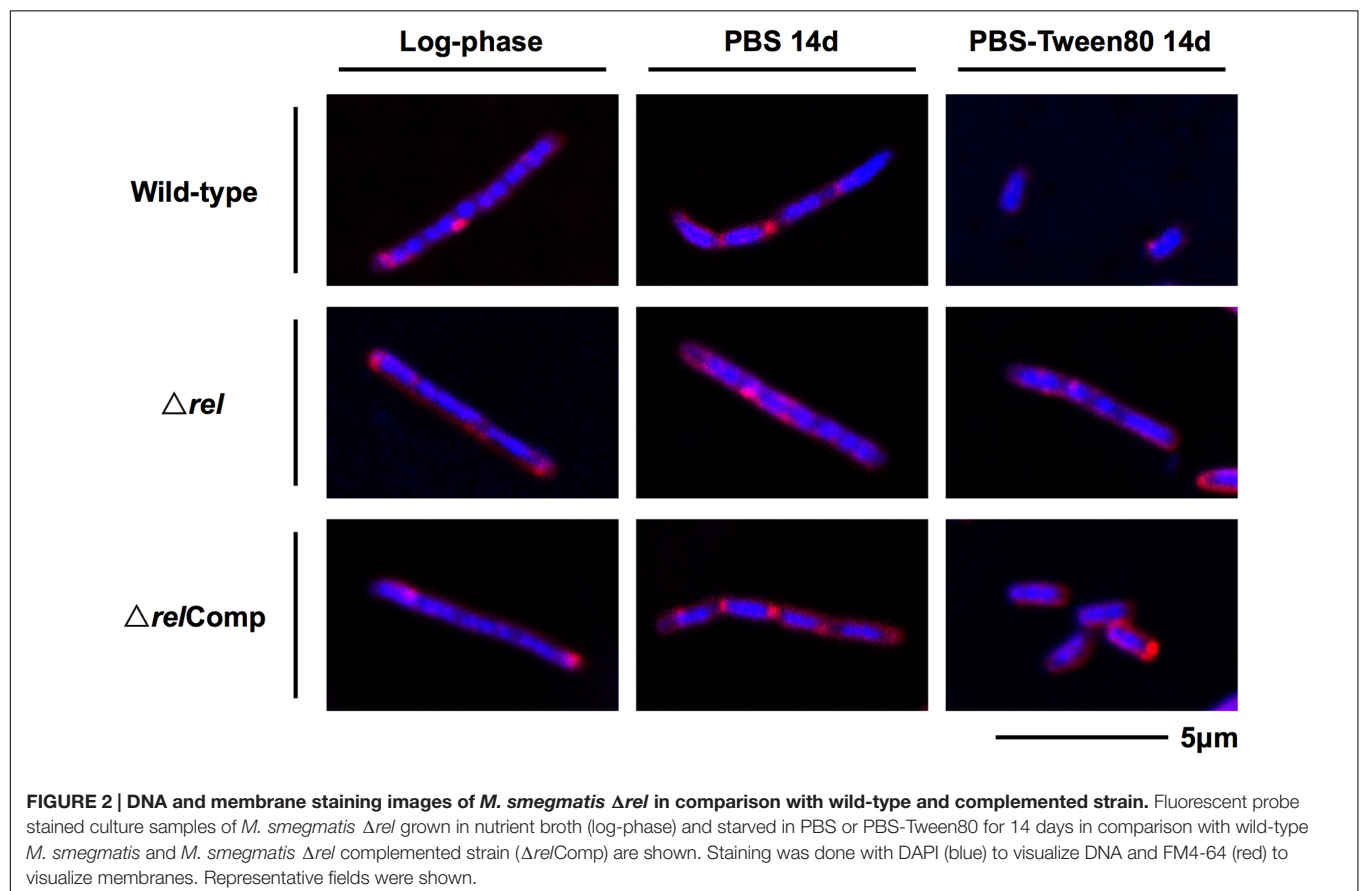 Log-phase PBS 14d PBS-Tween80 14d
Wild-type
△rel
△relComp
5µm
FIGURE 2 | DNA and membrane staining images of M. smegmatis Δrel in comparison with wild-type and complemented strain. Fluorescent probe
stained culture samples of M. smegmatis Δrel grown in nutrient broth (log-phase) and starved in PBS or PBS-Tween80 for 14 days in comparison with wild-type
M. smegmatis and M. smegmatis Δrel complemented strain (ΔrelComp) are shown. Staining was done with DAPI (blue) to visualize DNA and FM4-64 (red) to
visualize membranes. Representative fields were shown.